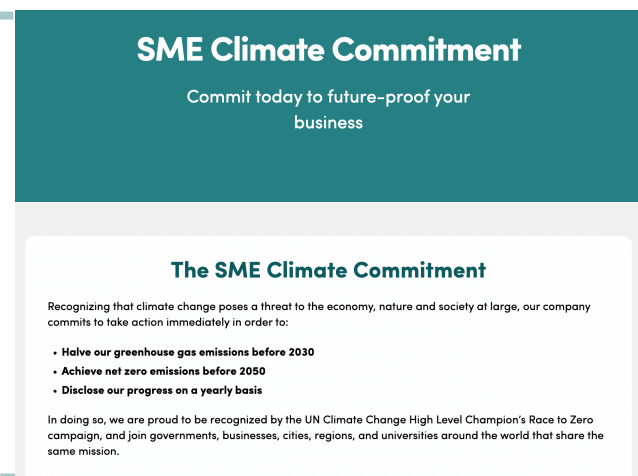 SME Climate Commitment
Commit today to future-proof your
business
The SME Climate Commitment
Recognizing that climate change poses a threat to the economy, nature and society at large, our company
commits to take action immediately in order to:
• Halve our greenhouse gas emissions before 2030
• Achieve net zero emissions before 2050
• Disclose our progress on a yearly basis
In doing so, we are proud to be recognized by the UN Climate Change High Level Champion's Race to Zero
campaign, and join governments, businesses, cities, regions, and universities around the world that share the
same mission.